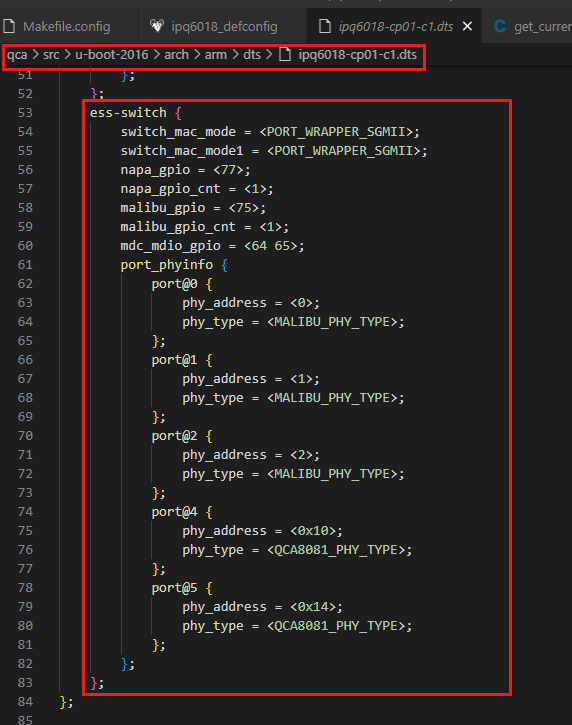 Makefile.config ipq6018_defconfig ipq6018-cp01-c1.dts × C get_curren
qca > src > u-boot-2016 > arch > arm > dts > ipq6018-cp01-c1.dts
51 };
52 };
53 ess-switch {
54 switch_mac_mode = <PORT_WRAPPER_SGMII>;
55 switch_mac_mode1 = <PORT_WRAPPER_SGMII>;
56 napa_gpio = <77>;
57 napa_gpio_cnt = <1>;
58 malibu_gpio = <75>;
59 malibu_gpio_cnt = <1>;
60 mdc_mdio_gpio = <64 65>;
61 port_phyinfo {
62 port@0 {
63 phy_address = <0>;
64 phy_type = <MALIBU_PHY_TYPE>;
65 };
66 port@1 {
67 phy_address = <1>;
68 phy_type = <MALIBU_PHY_TYPE>;
69 };
70 port@2 {
71 phy_address = <2>;
72 phy_type = <MALIBU_PHY_TYPE>;
73 };
74 port@4 {
75 phy_address = <0x10>;
76 phy_type = <QCA8081_PHY_TYPE>;
77 };
78 port@5 {
79 phy_address = <0x14>;
80 phy_type = <QCA8081_PHY_TYPE>;
81 };
82 };
83 };
84 };
85